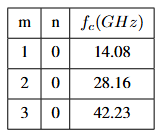 m n f_c(GHz)
1 0 14.08
2 0 28.16
3 0 42.23